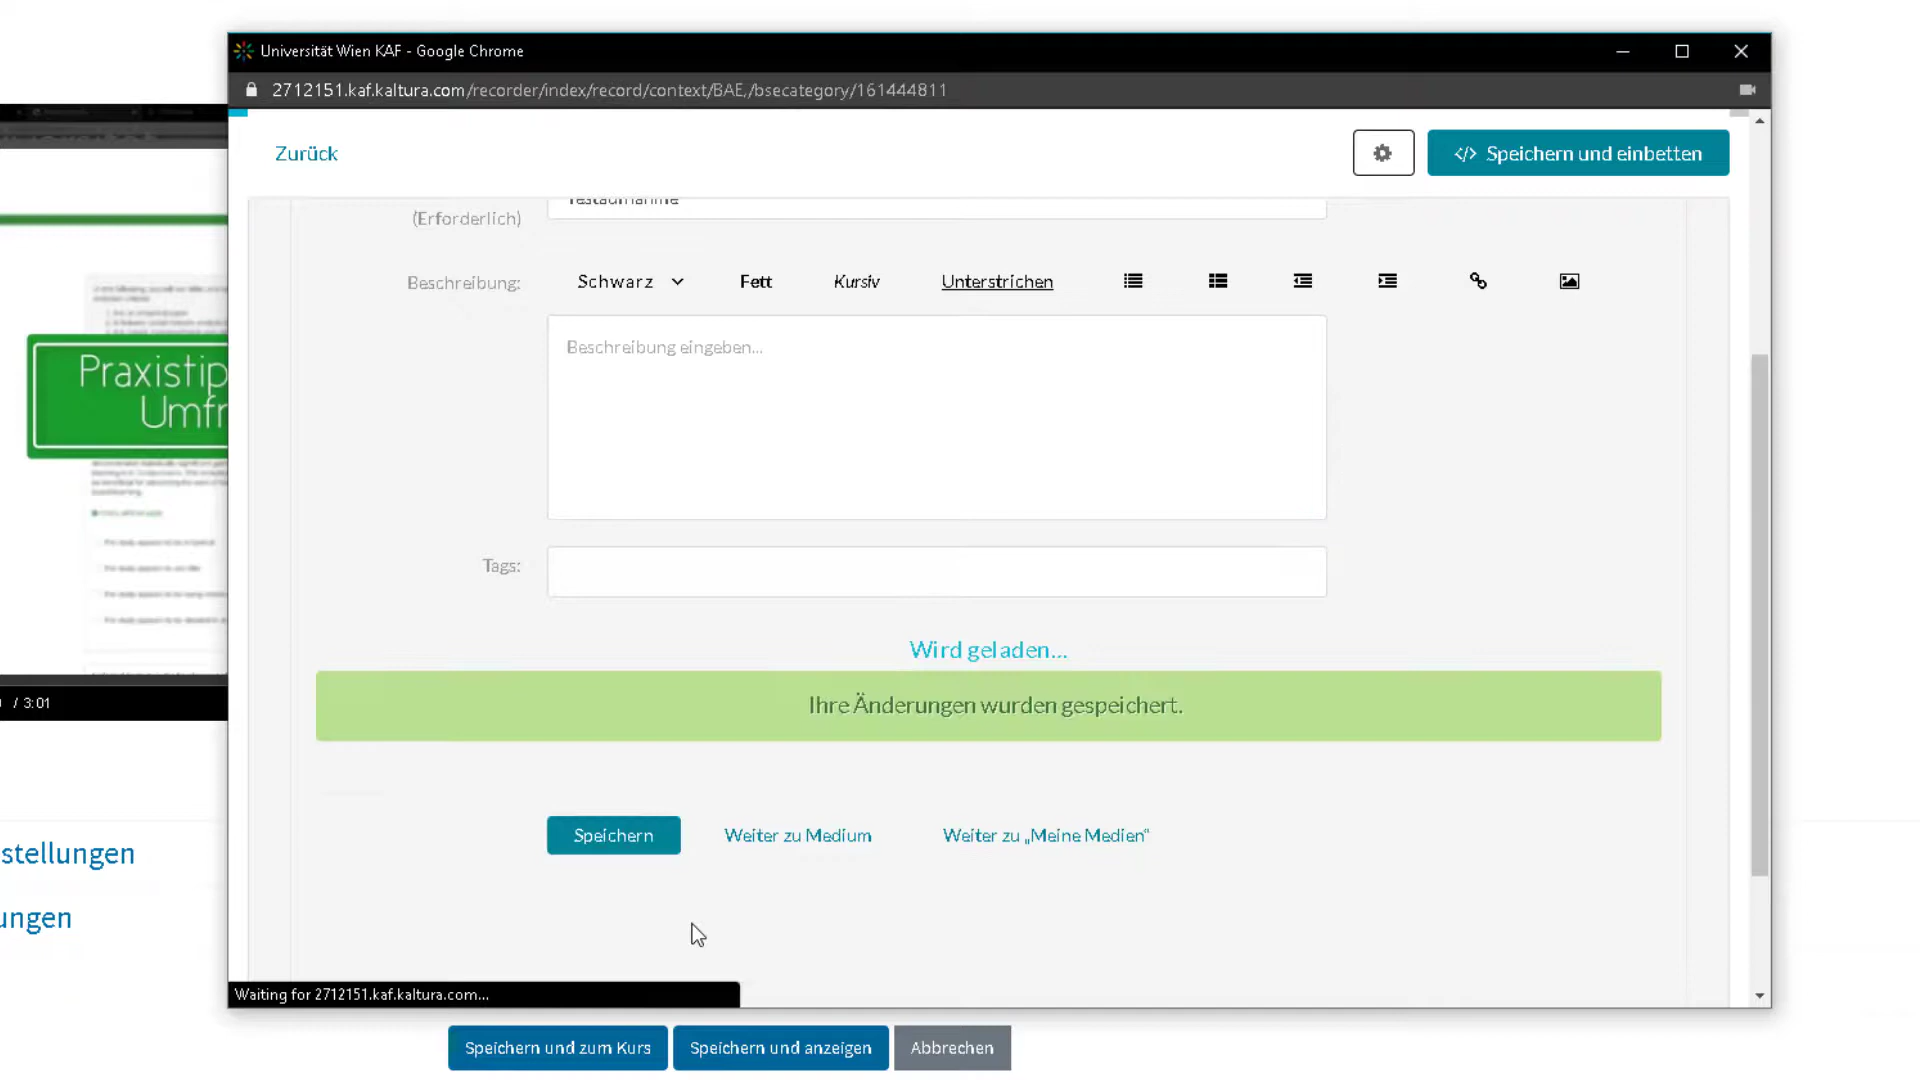 Universität Wien KAF - Google Chrome
2712151.kaf.kaltura.com/recorder/index/record/context/BAE,/bsecategory/161444811
Zurück
</> Speichern und einbetten
Testaufnahme
(Erforderlich)
Beschreibung:
Schwarz
Fett
Kursiv
Unterstrichen
Beschreibung eingeben...
Praxistip
Umfr
Tags:
Wird geladen...
/ 3:01
Ihre Änderungen wurden gespeichert.
Speichern
Weiter zu Medium
Weiter zu „Meine Medien“
stellungen
ungen
Waiting for 2712151.kaf.kaltura.com...
Speichern und zum Kurs
Speichern und anzeigen
Abbrechen